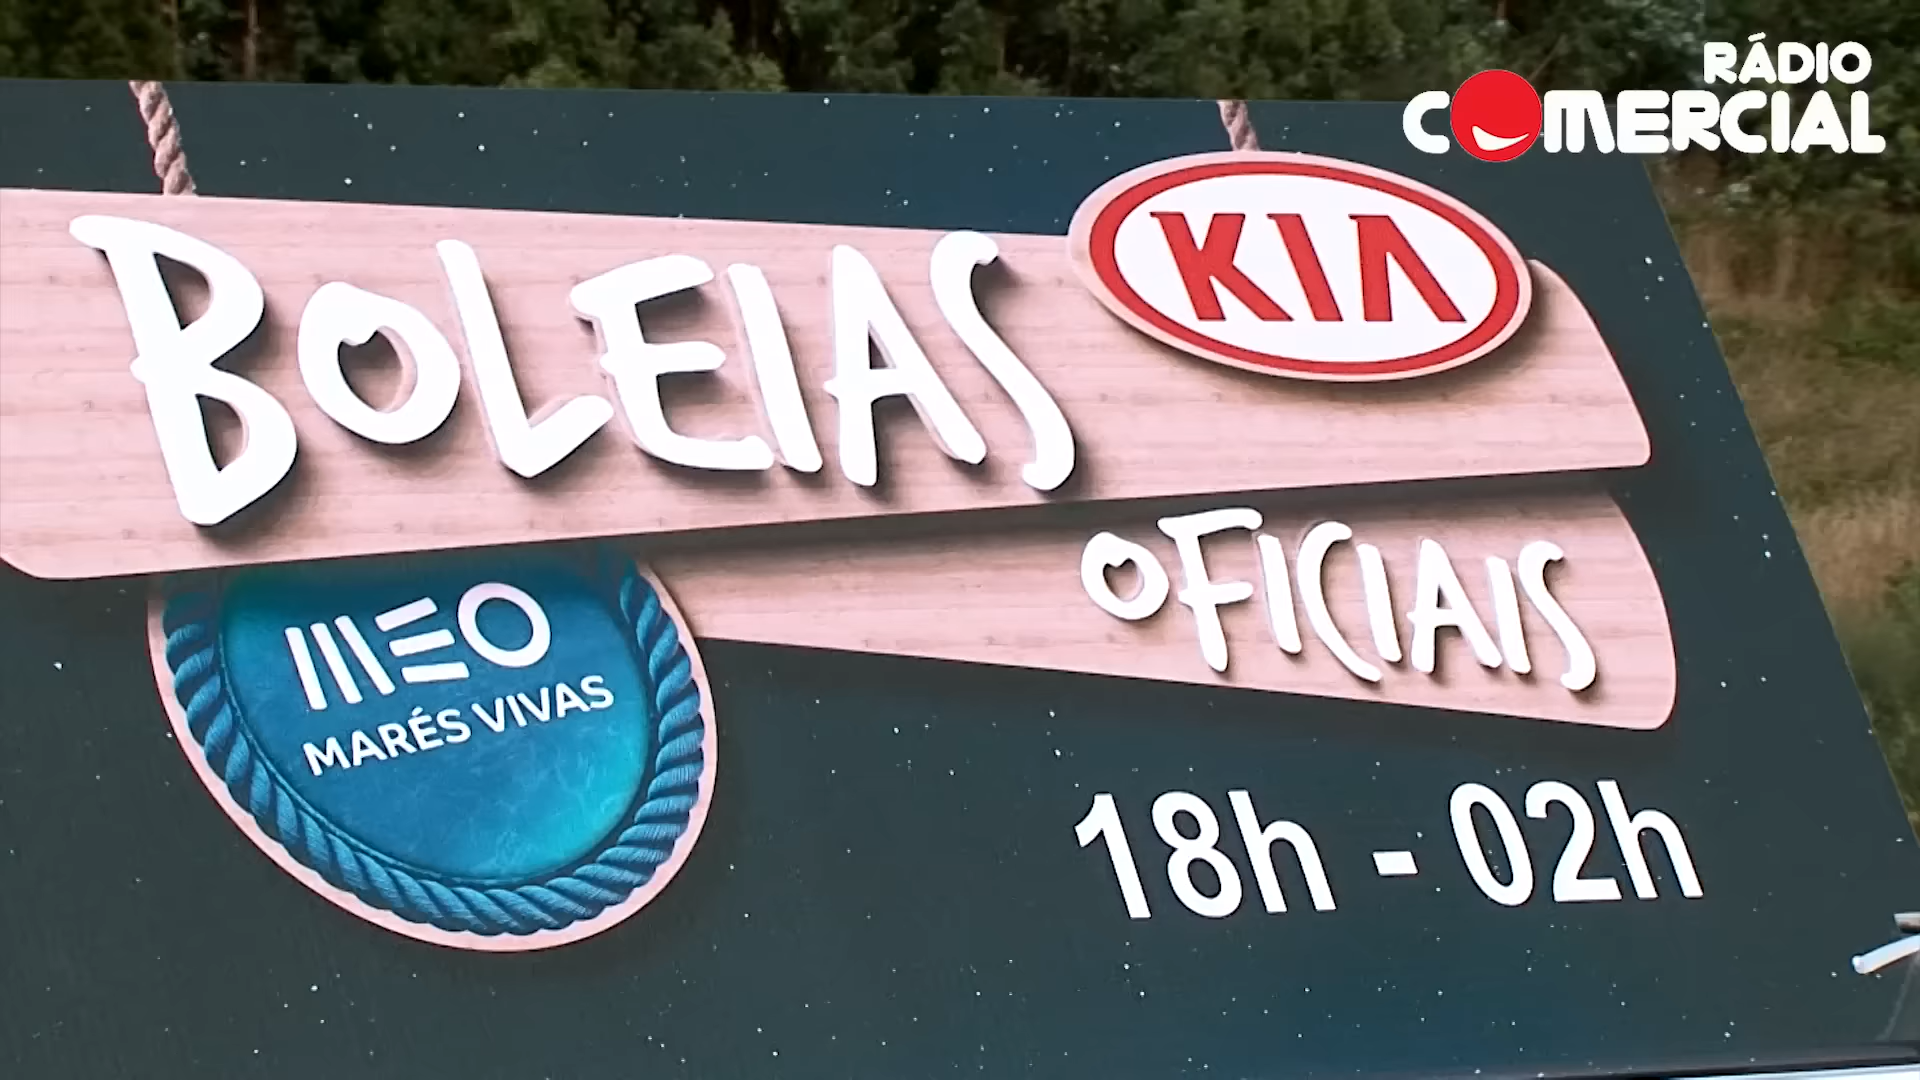 RÁDIO
COMERCIAL
BOLEIAS
KIA
OFICIAIS
MEO
MARÉS VIVAS
18h - 02h